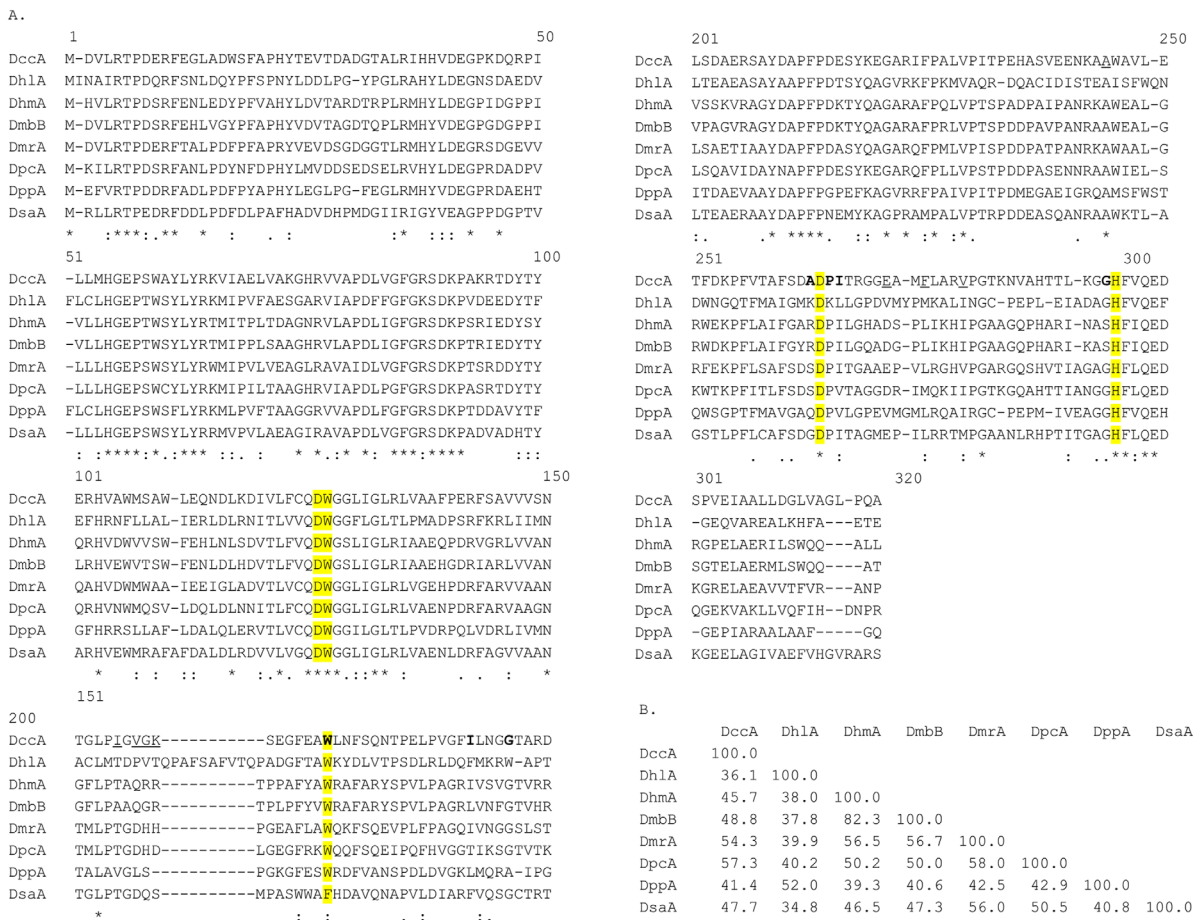 A.
1 50
DccA M-DVLRTPDERFEGLADWSFAPHYTEVTDADGTALRIHHVDEGPKDQRPI
DhlA MINAIRTPDQRFSNLDQYPFSPNYLDDLPG-YPGLRAHYLDEGNSDAEDV
DhmA M-HVLRTPDSRFENLEDYPFVAHYLDVTARDTRPLRMHYLDEGPIDGPPI
DmbB M-DVLRTPDSRFEHLVGYPFAPHYVDVTAGDTQPLRMHYVDEGPGDGPPI
DmrA M-DVLRTPDERFTALPDFPFAPRYVEVDSGDGGTLRMHYLDEGRSDGEVV
DpcA M-KILRTPDSRFANLPDYNFDPHYLMVDDSEDSELRVHYLDEGPRDADPV
DppA M-EFVRTPDDRFADLPDFPYAPHYLEGLPG-FEGLRMHYVDEGPRDAEHT
DsaA M-RLLRTPEDRFDDLPDFDLPAFHADVDHPMDGIIRIGYVEAGPPDGPTV
* :***:.** * : . : :* ::: * *
51 100
DccA -LLMHGEPSWAYLYRKVIAELVAKGHRVVAPDLVGFGRSDKPAKRTDYTY
DhlA FLCLHGEPTWSYLYRKMIPVFAESGARVIAPDFFGFGKSDKPVDEEDYTF
DhmA -VLLHGEPTWSYLYRTMITPLTDAGNRVLAPDLIGFGRSDKPSRIEDYSY
DmbB -VLLHGEPTWSYLYRTMIPPLSAAGHRVLAPDLIGFGRSDKPTRIEDYTY
DmrA -LLLHGEPSWSYLYRWMIPVLVEAGLRAVAIDLVGFGRSDKPTSRDDYTY
DpcA -LLLHGEPSWCYLYRKMIPILTAAGHRVIAPDLPGFGRSDKPASRTDYTY
DppA FLCLHGEPSWSFLYRKMLPVFTAAGGRVVAPDLFGFGRSDKPTDDAVYTF
DsaA -LLLHGEPSWSYLYRRMVPVLAEAGIRAVAPDLVGFGRSDKPADVADHTY
: :****:*.:*** ::. : * *.:* *: ***:**** :::
101 150
DccA ERHVAWMSAW-LEQNDLKDIVLFCQDWGGLIGLRLVAAFPERFSAVVVSN
DhlA EFHRNFLLAL-IERLDLRNITLVVQDWGGFLGLTLPMADPSRFKRLIIMN
DhmA QRHVDWVVSW-FEHLNLSDVTLFVQDWGSLIGLRIAAEQPDRVGRLVVAN
DmbB LRHVEWVTSW-FENLDLHDVTLFVQDWGSLIGLRIAAEHGDRIARLVVAN
DmrA QAHVDWMWAA-IEEIGLADVTLVCQDWGGLIGLRLVGEHPDRFARVVAAN
DpcA QRHVNWMQSV-LDQLDLNNITLFCQDWGGLIGLRLVAENPDRFARVAAGN
DppA GFHRRSLLAF-LDALQLERVTLVCQDWGGILGLTLPVDRPQLVDRLIVMN
DsaA ARHVEWMRAFAFDALDLRDVVLVGQDWGGLIGLRLVAENLDRFAGVVAAN
* : : :: * :.*. ****.::** : . . : *
151
200
DccA TGLPIGVGK-----------SEGFEAWLNFSQNTPELPVGFILNGGTARD
DhlA ACLMTDPVTQPAFSAFVTQPADGFTAWKYDLVTPSDLRLDQFMKRW-APT
DhmA GFLPTAQRR-----------TPPAFYAWRAFARYSPVLPAGRIVSVGTVRR
DmbB GFLPAAQGR-----------TPLPFYVWRAFARYSPVLPAGRLVNFGTVHR
DmrA TMLPTGDHH-----------PGEAFLAWQKFSQEVPLFPAGQIVNGGSLST
DpcA TMLPTGDHD-----------LGEGFRKWQQFSQEIPQFHVGGTIKSGTVTK
DppA TALAVGLS------------PGKGFESWRDFVANSPDLDVGKLMQRA-IPG
DsaA TGLPTGDQS-----------MPASWWAFHDAVQNAPVLDIARFVQSGCTRT
* : : : :.
201 250
DccA LSDAERSAYDAPFPDESYKEGARIFPALVPITPEHASVEENKAAWAVL-E
DhlA LTEAEASAYAAPFPDTSYQAGVRKFPKMVAQR-DQACIDISTEAISFWQN
DhmA VSSKVRAGYDAPFPDKTYQAGARAFPQLVPTSPADPAIPANRKAWEAL-G
DmbB VPAGVRAGYDAPFPDKTYQAGARAFPRLVPTSPDDPAVPANRAAWEAL-G
DmrA LSAETIAAYDAPFPDASYQAGARQFPMLVPISPDDPATPANRAAWAAL-G
DpcA LSQAVIDAYNAPFPDESYKEGARQFPLLVPSTPDDPASENNRAAWIEL-S
DppA ITDAEVAAYDAPFPGPEFKAGVRRFPAIVPITPDMEGAEIGRQAMSFWST
DsaA LTEAERAAYDAPFPNEMYKAGPRAMPALVPTRPDDEASQANRAAWKTL-A
:. .* **** :: * * :* :*. . *
251 300
DccA TFDKPFVTAFSDADPITRGGEA-MFLARVPGTKNVAHTTL-KGGHFVQED
DhlA DWNGQTFMAIGMKDKLLGPDVMYPMKALINGC-PEPL-EIADAGHFVQEF
DhmA RWEKPFLAIFGARDPILGHADS-PLIKHIPGAAGQPHARI-NASHFIQED
DmbB RWDKPFLAIFGYRDPILGQADG-PLIKHIPGAAGQPHARI-KASHFIQED
DmrA RFEKPFLSAFSDSDPITGAAEP-VLRGHVPGARGQSHVTIAGAGHFLQED
DpcA KWTKPFITLFSDSDPVTAGGDR-IMQKIIPGTKGQAHTTIANGGHFLQED
DppA QWSGPTFMAVGAQDPVLGPEVMGMLRQAIRGC-PEPM-IVEAGGHFVQEH
DsaA GSTLPFLCAFSDGDPITAGMEP-ILRRTMPGAANLRHPTITGAGHFLQED
. .. * : : * : ..**:**
301 320
DccA SPVEIAALLDGLVAGL-PQA
DhlA -GEQVAREALKHFA---ETE
DhmA RGPELAERILSWQQ---ALL
DmbB SGTELAERMLSWQQ---AT
DmrA KGRELAEAVVTFVR---ANP
DpcA QGEKVAKLLVQFIH--DNPR
DppA -GEPIARAALAAF-----GQ
DsaA KGEELAGIVAEFVHGVRARS
B.
DccA DhlA DhmA DmbB DmrA DpcA DppA DsaA
DccA 100.0
DhlA 36.1 100.0
DhmA 45.7 38.0 100.0
DmbB 48.8 37.8 82.3 100.0
DmrA 54.3 39.9 56.5 56.7 100.0
DpcA 57.3 40.2 50.2 50.0 58.0 100.0
DppA 41.4 52.0 39.3 40.6 42.5 42.9 100.0
DsaA 47.7 34.8 46.5 47.3 56.0 50.5 40.8 100.0